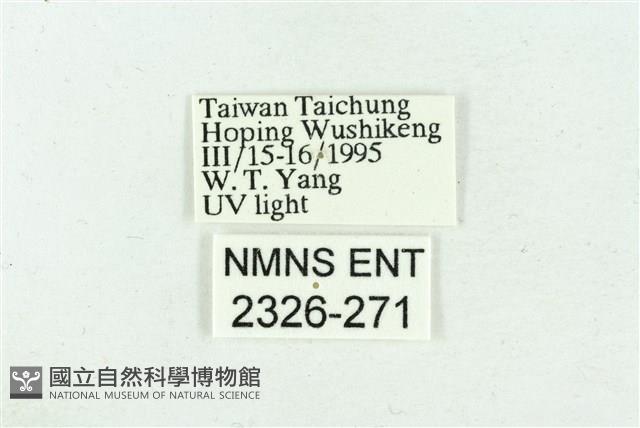 Taiwan Taichung
Hoping Wushikeng
III/15-16/1995
W. T. Yang
UV light
NMNS ENT
2326-271
國立自然科學博物館
NATIONAL MUSEUM OF NATURAL SCIENCE